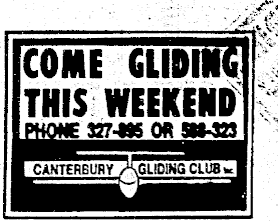 COME GLIDING
THIS WEEKEND
PHONE 327-895 OR 588-323
CANTERBURY GLIDING CLUB Inc.